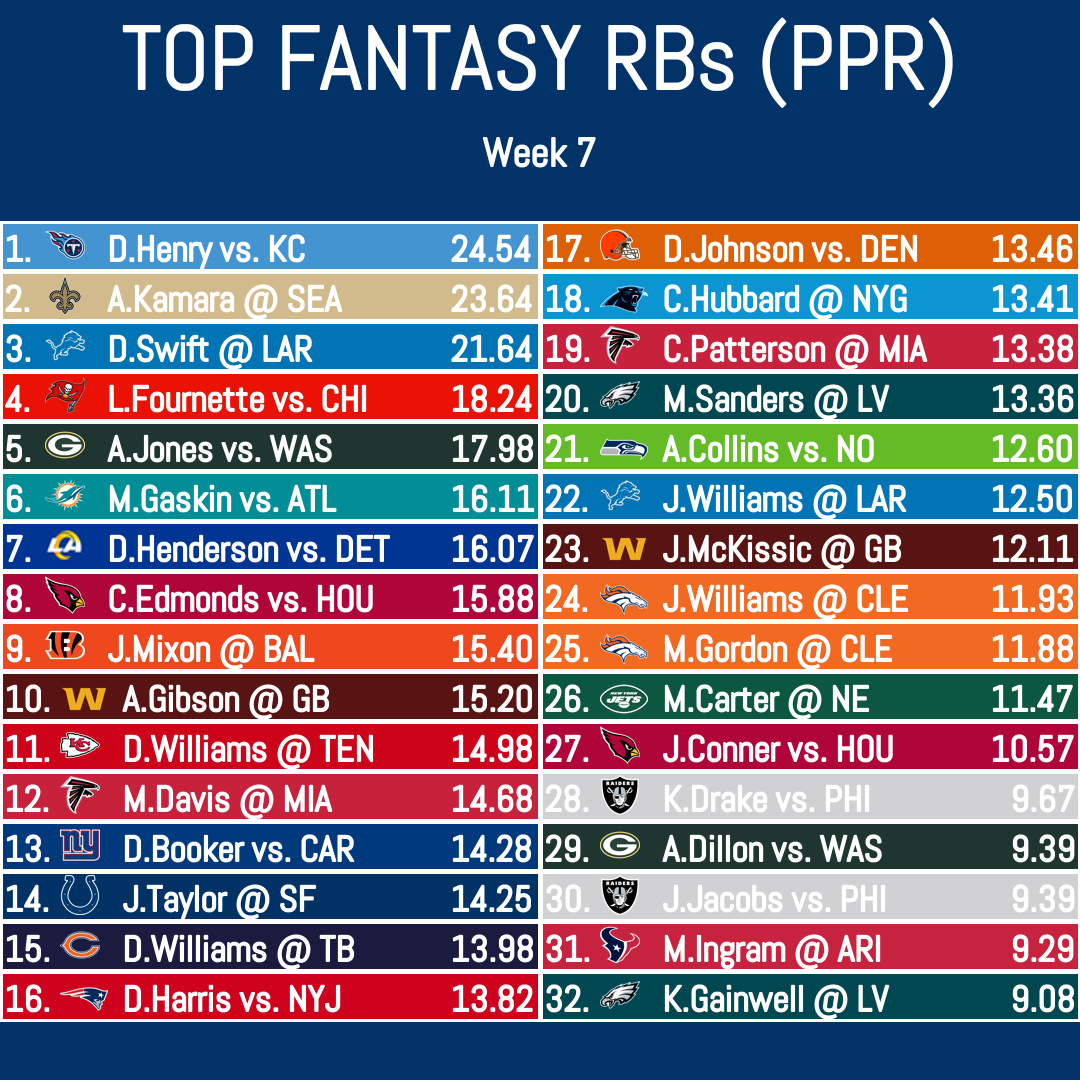 TOP FANTASY RBs (PPR)
Week 7
1. D.Henry vs. KC 24.54
2. A.Kamara @ SEA 23.64
3. D.Swift @ LAR 21.64
4. L.Fournette vs. CHI 18.24
5. G A.Jones vs. WAS 17.98
6. M.Gaskin vs. ATL 16.11
7. LA D.Henderson vs. DET 16.07
8. C.Edmonds vs. HOU 15.88
9. J.Mixon @ BAL 15.40
10. W A.Gibson @ GB 15.20
11. KC D.Williams @ TEN 14.98
12. M.Davis @ MIA 14.68
13. ny D.Booker vs. CAR 14.28
14. J.Taylor @ SF 14.25
15. C D.Williams @ TB 13.98
16. D.Harris vs. NYJ 13.82
17. D.Johnson vs. DEN 13.46
18. C.Hubbard @ NYG 13.41
19. C.Patterson @ MIA 13.38
20. M.Sanders @ LV 13.36
21. A.Collins vs. NO 12.60
22. J.Williams @ LAR 12.50
23. W J.McKissic @ GB 12.11
24. J.Williams @ CLE 11.93
25. M.Gordon @ CLE 11.88
26. NEW YORK JETS M.Carter @ NE 11.47
27. J.Conner vs. HOU 10.57
28. RAIDERS K.Drake vs. PHI 9.67
29. G A.Dillon vs. WAS 9.39
30. RAIDERS J.Jacobs vs. PHI 9.39
31. M.Ingram @ ARI 9.29
32. K.Gainwell @ LV 9.08